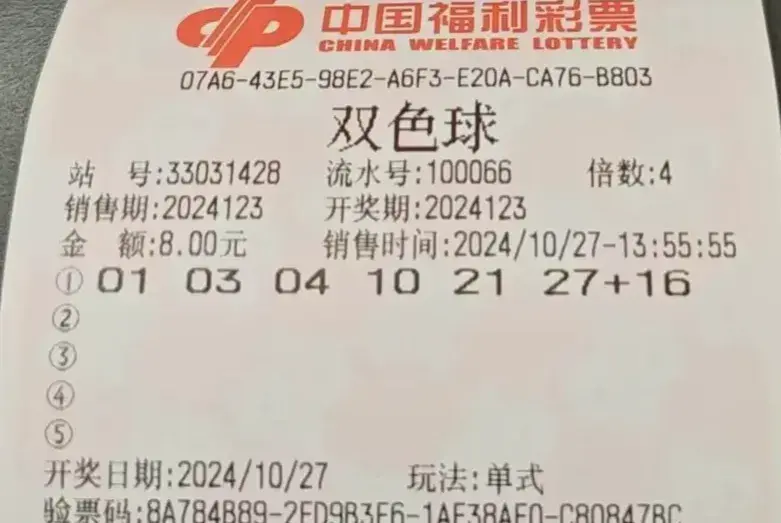 中国福利彩票
CHINA WELFARE LOTTERY
07A6-43E5-98E2-A6F3-E20A-CA76-B803
双色球
站 号:33031428 流水号:100066 倍数:4
销售期:2024123 开奖期:2024123
金 额:8.00元 销售时间:2024/10/27-13:55:55
① 01 03 04 10 21 27+16
②
③
④
⑤
开奖日期:2024/10/27 玩法:单式
验票码:8A784B89-2FD9B3F6-1AF38AF0-C80847BC